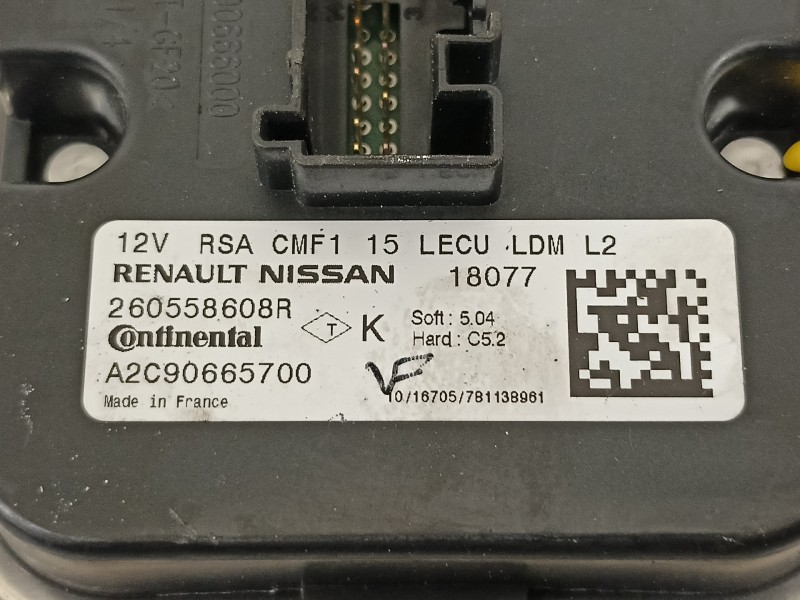 12V RSA CMF1 15 LECU LDM L2
RENAULT NISSAN 18077
260558608R
Continental T K Soft : 5.04
Hard : C5.2
A2C90665700 VF
Made in France 10/16705/781138961